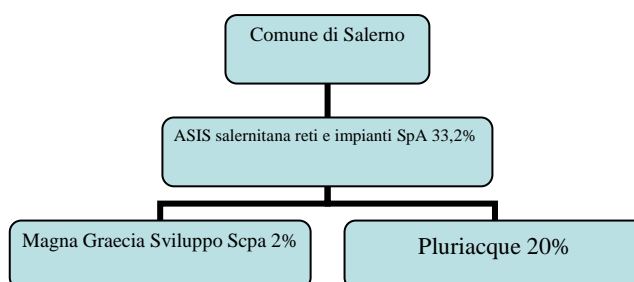 Comune di Salerno
ASIS salernitana reti e impianti SpA 33,2%
Magna Graecia Sviluppo Scpa 2%
Pluriacque 20%